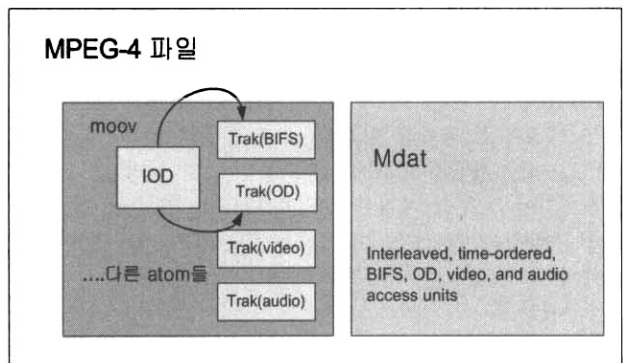 MPEG-4 파일
moov
IOD
Trak(BIFS)
Trak(OD)
Trak(video)
Trak(audio)
....다른 atom들
Mdat
Interleaved, time-ordered,
BIFS, OD, video, and audio
access units